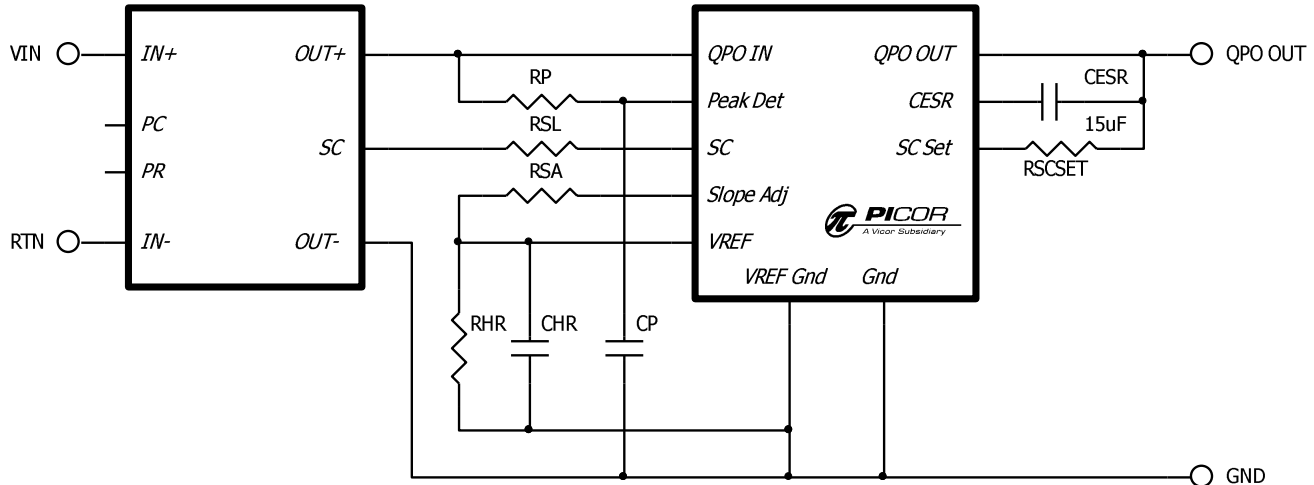 VIN
IN+
OUT+
QPO IN
QPO OUT
QPO OUT
RP
Peak Det
CESR
CESR
PC
RSL
15uF
SC
SC
SC Set
PR
RSA
RSCSET
Slope Adj
PICOR
A Vicor Subsidiary
RTN
IN-
OUT-
VREF
VREF Gnd
Gnd
RHR
CHR
CP
GND